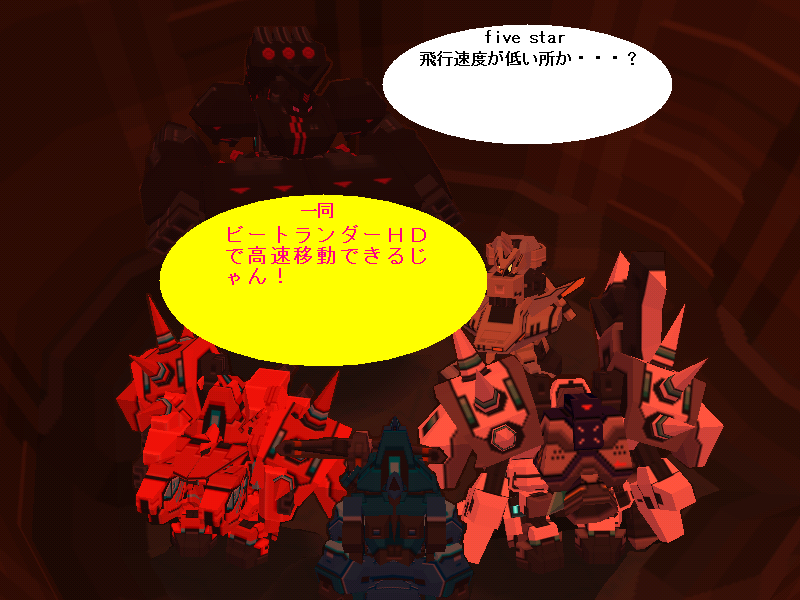 five star
飛行速度が低い所か・・・？
一同
ビートランダーＨＤ
で高速移動できるじ
ゃん！